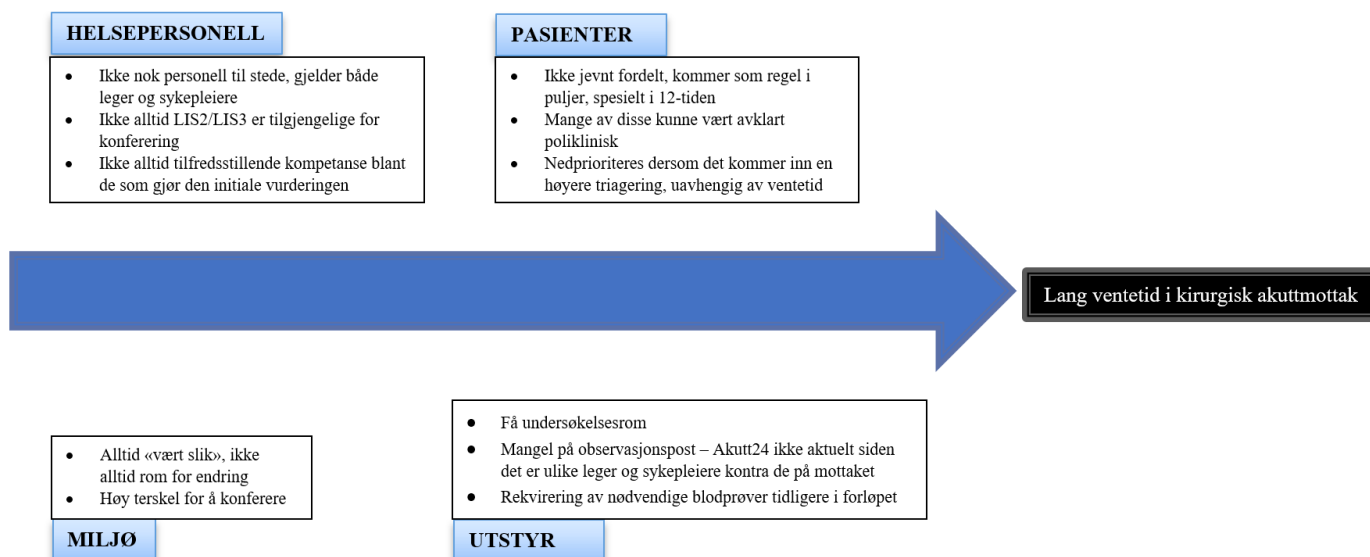 HELSEPERSONELL
• Ikke nok personell til stede, gjelder både
leger og sykepleiere
• Ikke alltid LIS2/LIS3 er tilgjengelige for
konferering
• Ikke alltid tilfredsstillende kompetanse blant
de som gjør den initiale vurderingen
PASIENTER
• Ikke jevnt fordelt, kommer som regel i
puljer, spesielt i 12-tiden
• Mange av disse kunne vært avklart
poliklinisk
• Nedprioriteres dersom det kommer inn en
høyere triagering, uavhengig av ventetid
Lang ventetid i kirurgisk akuttmottak
• Alltid «vært slik», ikke
alltid rom for endring
• Høy terskel for å konferere
MILJØ
• Få undersøkelsesrom
• Mangel på observasjonspost – Akutt24 ikke aktuelt siden
det er ulike leger og sykepleiere kontra de på mottaket
• Rekvirering av nødvendige blodprøver tidligere i forløpet
UTSTYR